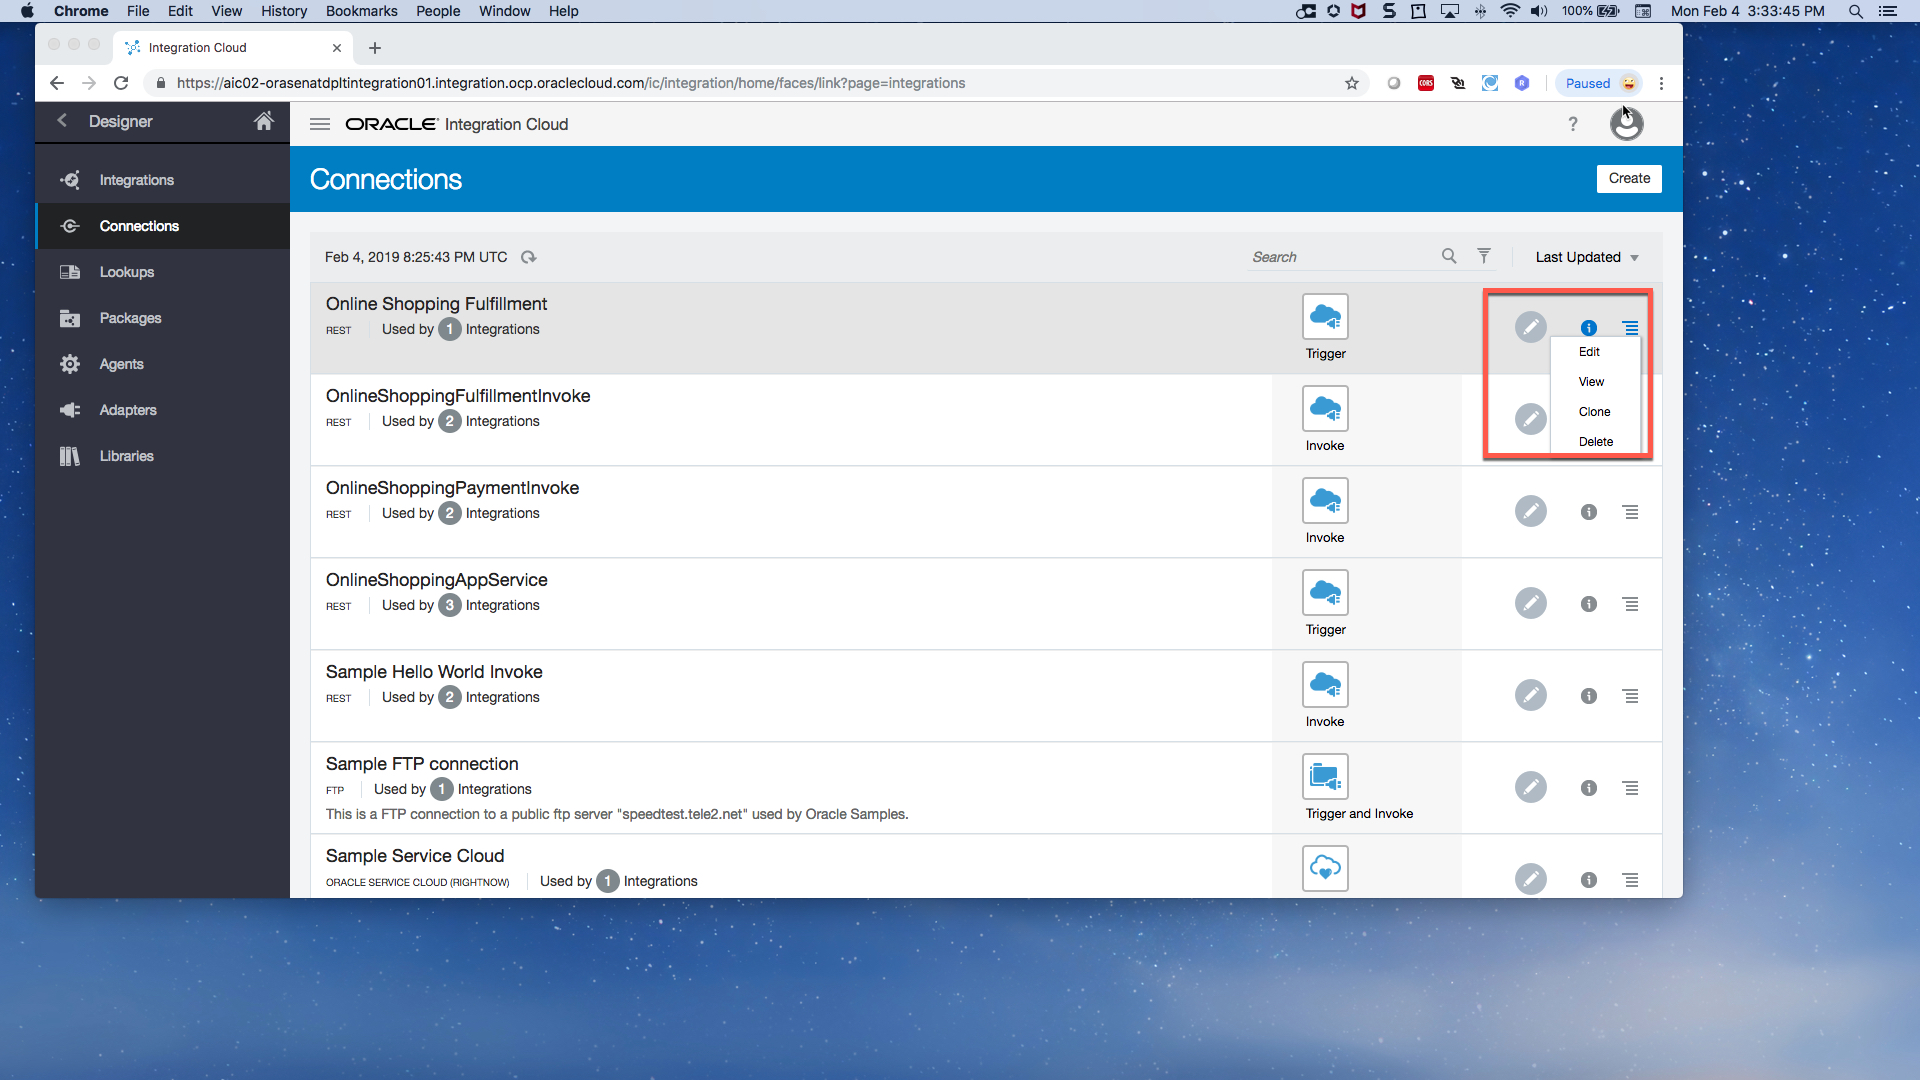 Chrome File Edit View History Bookmarks People Window Help 100% Mon Feb 4 3:33:45 PM
Integration Cloud
https://aic02-orasenatdpltintegration01.integration.ocp.oraclecloud.com/ic/integration/home/faces/link?page=integrations CORS R Paused
Designer
ORACLE Integration Cloud ?
Integrations
Connections
Lookups
Packages
Agents
Adapters
Libraries
Connections
Create
Feb 4, 2019 8:25:43 PM UTC
Search
Last Updated
Online Shopping Fulfillment
REST Used by 1 Integrations
Trigger
Edit
View
Clone
Delete
OnlineShoppingFulfillmentInvoke
REST Used by 2 Integrations
Invoke
OnlineShoppingPaymentInvoke
REST Used by 2 Integrations
Invoke
OnlineShoppingAppService
REST Used by 3 Integrations
Trigger
Sample Hello World Invoke
REST Used by 2 Integrations
Invoke
Sample FTP connection
FTP Used by 1 Integrations
This is a FTP connection to a public ftp server "speedtest.tele2.net" used by Oracle Samples.
Trigger and Invoke
Sample Service Cloud
ORACLE SERVICE CLOUD (RIGHTNOW) Used by 1 Integrations